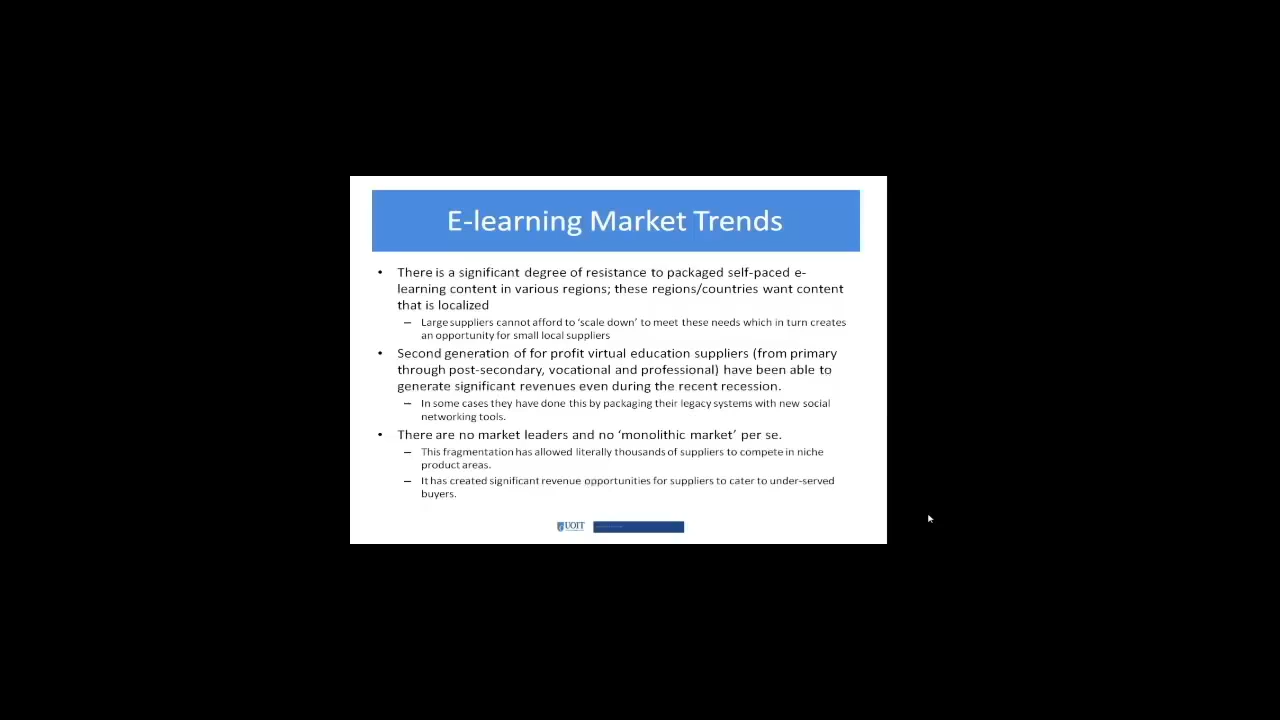 E-learning Market Trends
• There is a significant degree of resistance to packaged self-paced e-
learning content in various regions; these regions/countries want content
that is localized
– Large suppliers cannot afford to ‘scale down’ to meet these needs which in turn creates
an opportunity for small local suppliers
• Second generation of for profit virtual education suppliers (from primary
through post-secondary, vocational and professional) have been able to
generate significant revenues even during the recent recession.
– In some cases they have done this by packaging their legacy systems with new social
networking tools.
• There are no market leaders and no ‘monolithic market’ per se.
– This fragmentation has allowed literally thousands of suppliers to compete in niche
product areas.
– It has created significant revenue opportunities for suppliers to cater to under-served
buyers.
UOIT